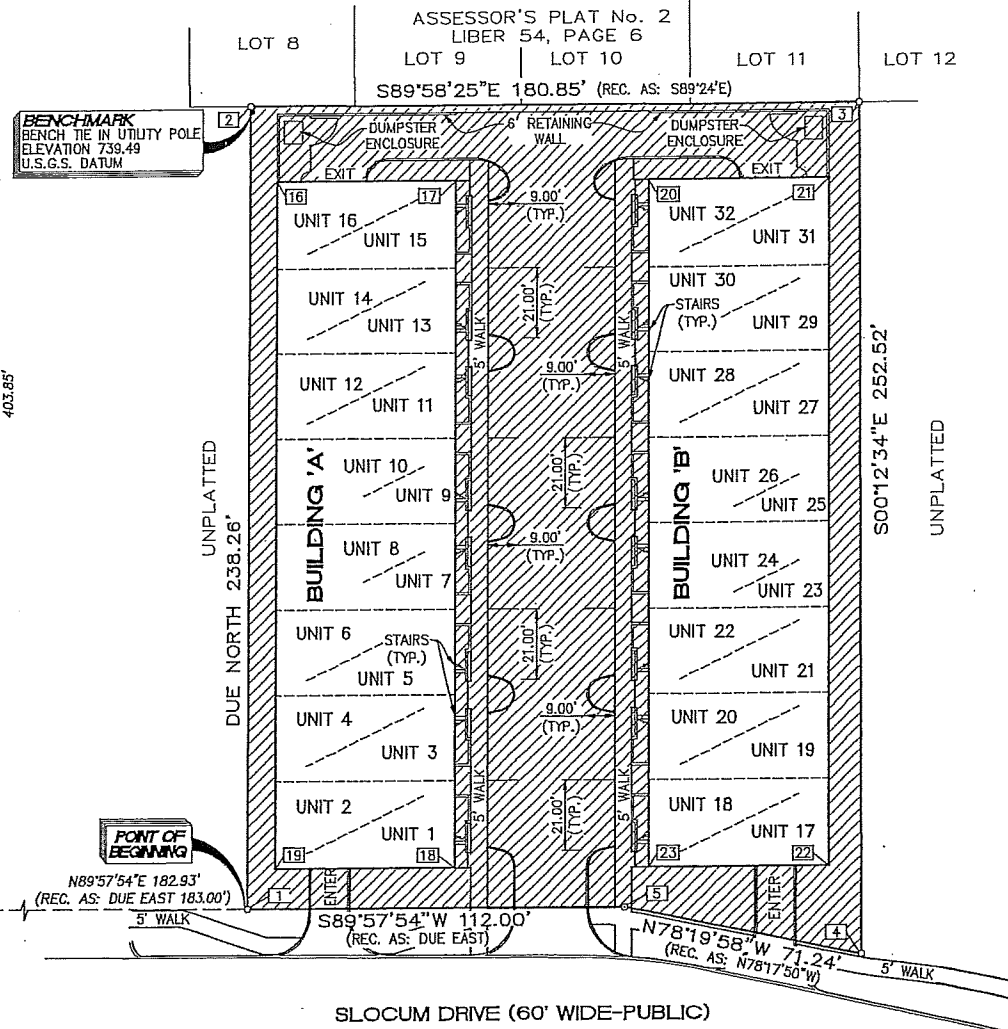 ASSESSOR'S PLAT No. 2
LIBER 54, PAGE 6
LOT 8
LOT 9
LOT 10
LOT 11
LOT 12
S89°58'25"E 180.85' (REC. AS: S89°24'E)
BENCHMARK
BENCH TIE IN UTILITY POLE
ELEVATION 739.49
U.S.G.S. DATUM
2
3
DUMPSTER
ENCLOSURE
6' RETAINING
WALL
DUMPSTER
ENCLOSURE
EXIT
EXIT
16
17
20
21
9.00'
(TYP.)
UNIT 16
UNIT 15
UNIT 32
UNIT 31
UNIT 14
UNIT 13
21.00'
(TYP.)
UNIT 30
UNIT 29
STAIRS
(TYP.)
5' WALK
5' WALK
9.00'
(TYP.)
UNIT 12
UNIT 11
UNIT 28
UNIT 27
403.85'
UNPLATTED
DUE NORTH 238.26'
BUILDING 'A'
UNIT 10
UNIT 9
21.00'
(TYP.)
BUILDING 'B'
UNIT 26
UNIT 25
S00°12'34"E 252.52'
UNPLATTED
UNIT 8
UNIT 7
9.00'
(TYP.)
UNIT 24
UNIT 23
UNIT 6
UNIT 5
STAIRS
(TYP.)
21.00'
(TYP.)
UNIT 22
UNIT 21
UNIT 4
UNIT 3
9.00'
(TYP.)
UNIT 20
UNIT 19
UNIT 2
UNIT 1
5' WALK
21.00'
(TYP.)
5' WALK
UNIT 18
UNIT 17
POINT OF
BEGINNING
19
18
23
22
N89°57'54"E 182.93'
(REC. AS: DUE EAST 183.00')
1
ENTER
5
ENTER
4
5' WALK
S89°57'54"W 112.00'
(REC. AS: DUE EAST)
N78°19'58"W 71.24'
(REC. AS: N78°17'50"W)
5' WALK
SLOCUM DRIVE (60' WIDE-PUBLIC)